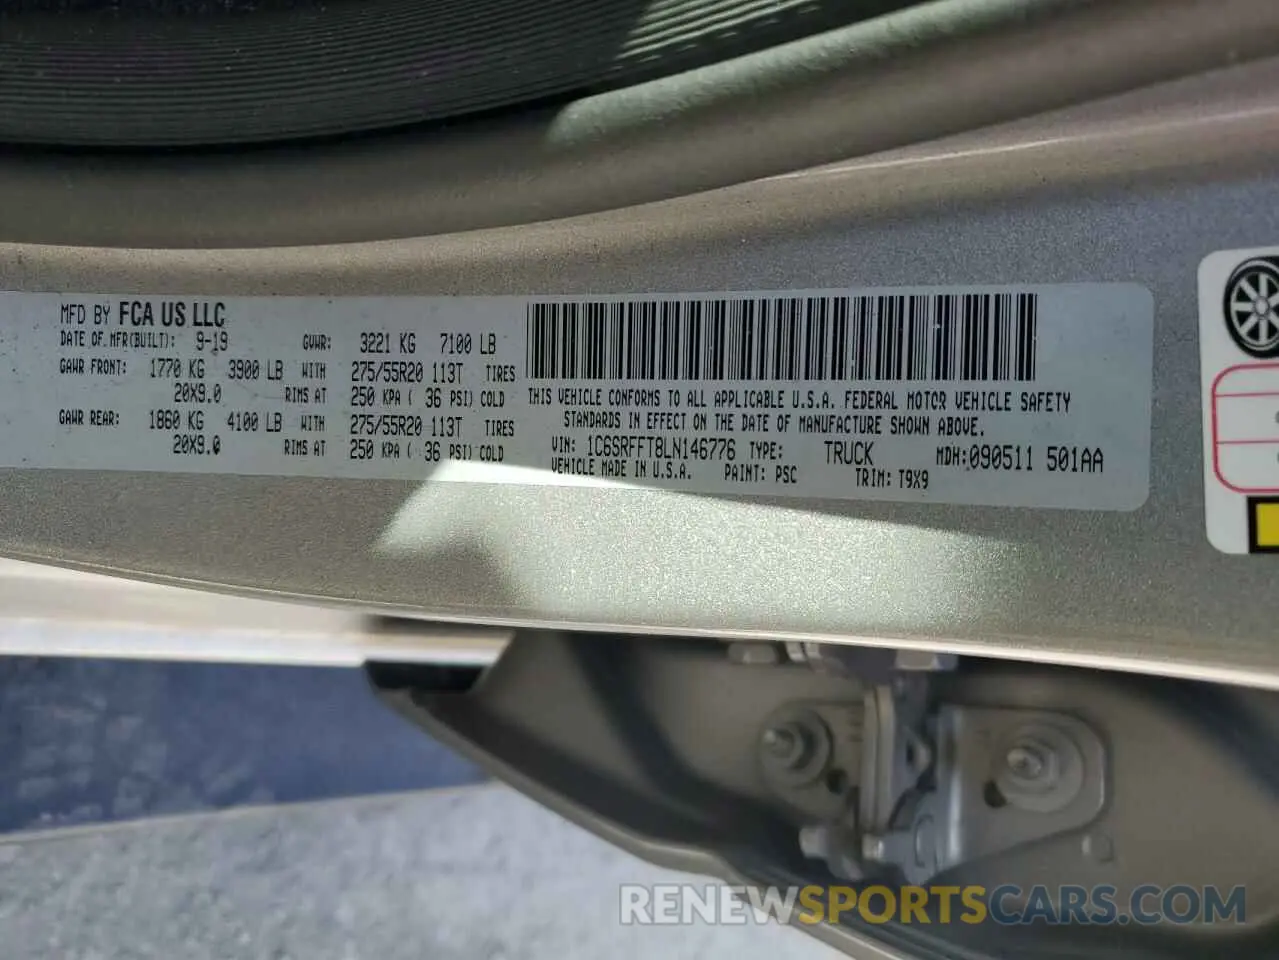 MFD BY FCA US LLC
DATE OF MFR(BUILT): 9-19 GVWR: 3221 KG 7100 LB
GAWR FRONT: 1770 KG 3900 LB WITH 275/55R20 113T TIRES
20X9.0 RIMS AT 250 KPA ( 36 PSI) COLD
GAWR REAR: 1860 KG 4100 LB WITH 275/55R20 113T TIRES
20X9.0 RIMS AT 250 KPA ( 36 PSI) COLD
THIS VEHICLE CONFORMS TO ALL APPLICABLE U.S.A. FEDERAL MOTOR VEHICLE SAFETY
STANDARDS IN EFFECT ON THE DATE OF MANUFACTURE SHOWN ABOVE.
VIN: 1C6SRFFT8LN146776 TYPE: TRUCK MDH:090511 501AA
VEHICLE MADE IN U.S.A. PAINT: PSC TRIM: T9X9
RENEWSPORTSCARS.COM